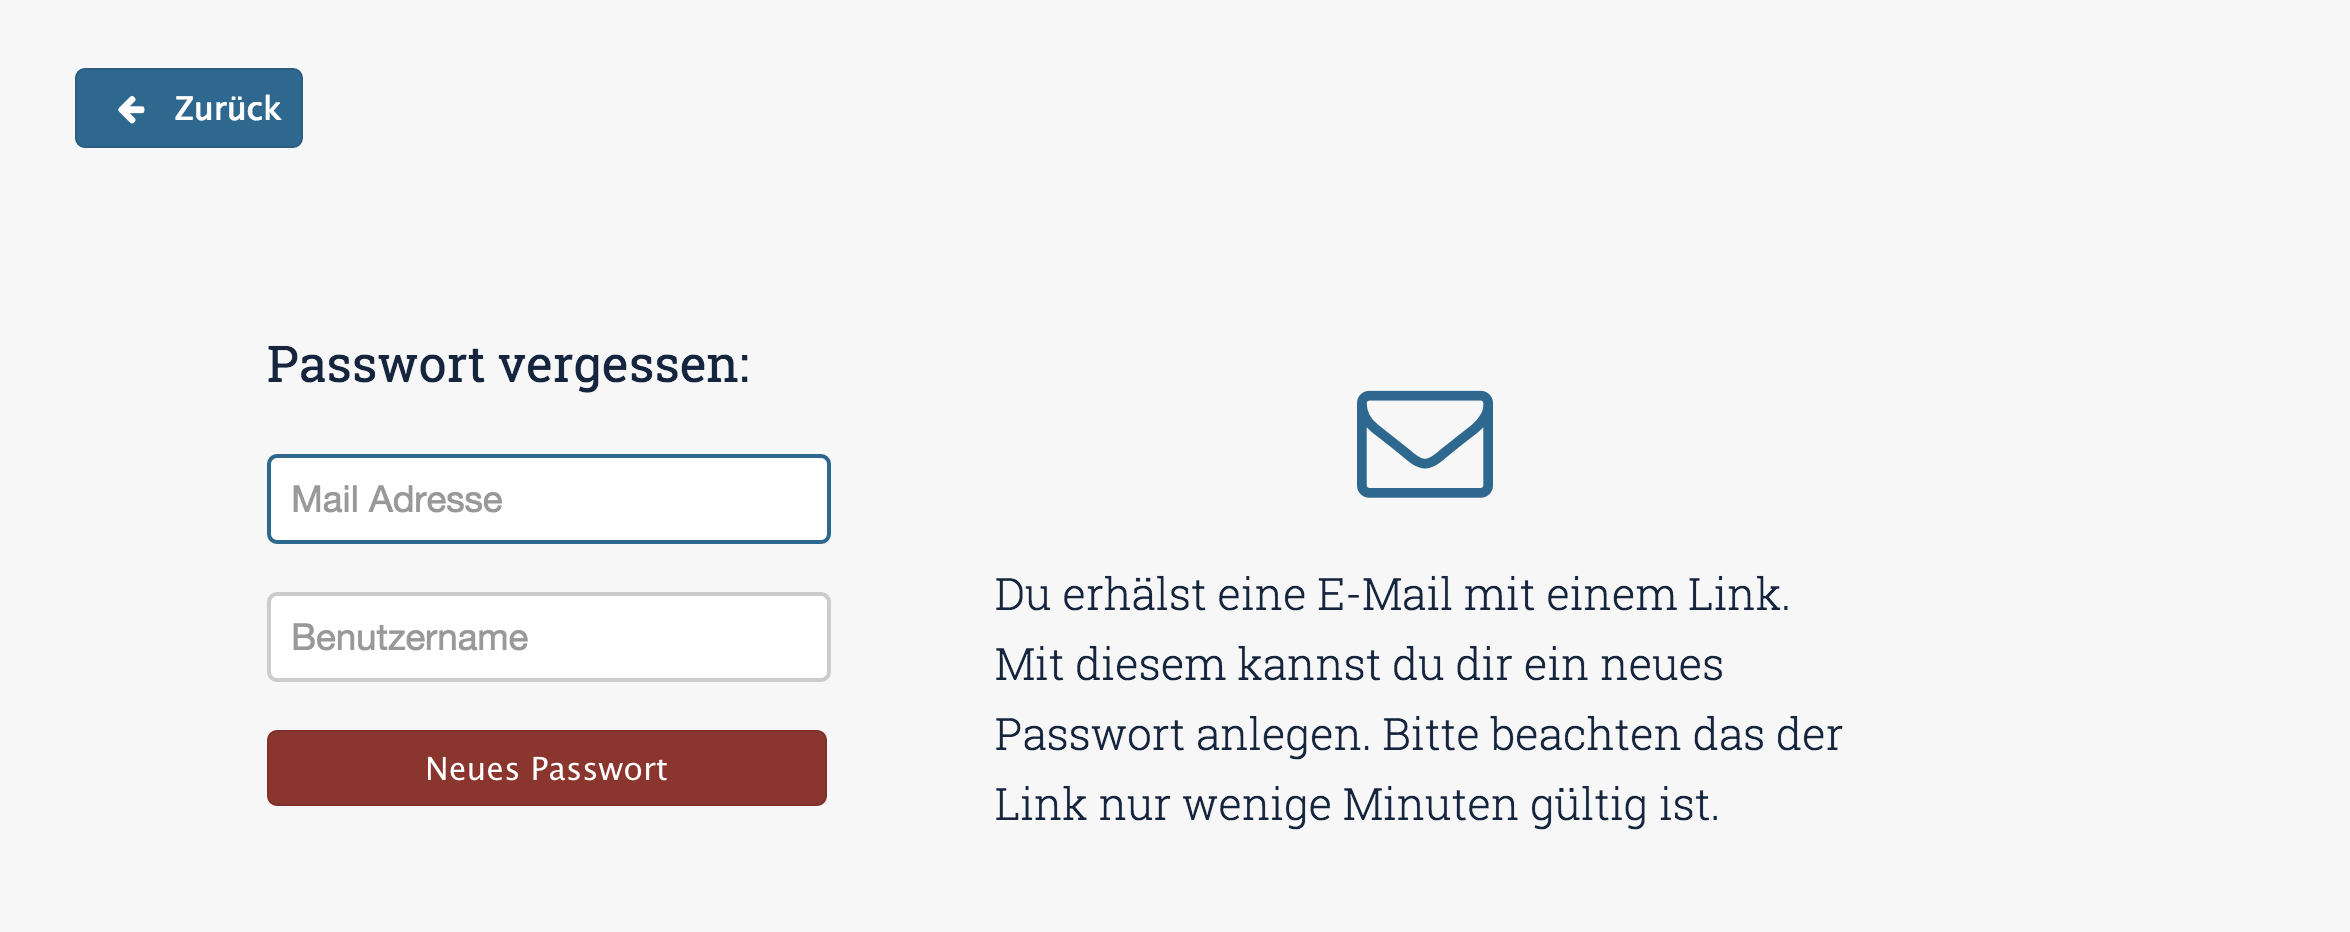 Zurück
Passwort vergessen:
Mail Adresse
Benutzername
Neues Passwort
Du erhälst eine E-Mail mit einem Link.
Mit diesem kannst du dir ein neues
Passwort anlegen. Bitte beachten das der
Link nur wenige Minuten gültig ist.